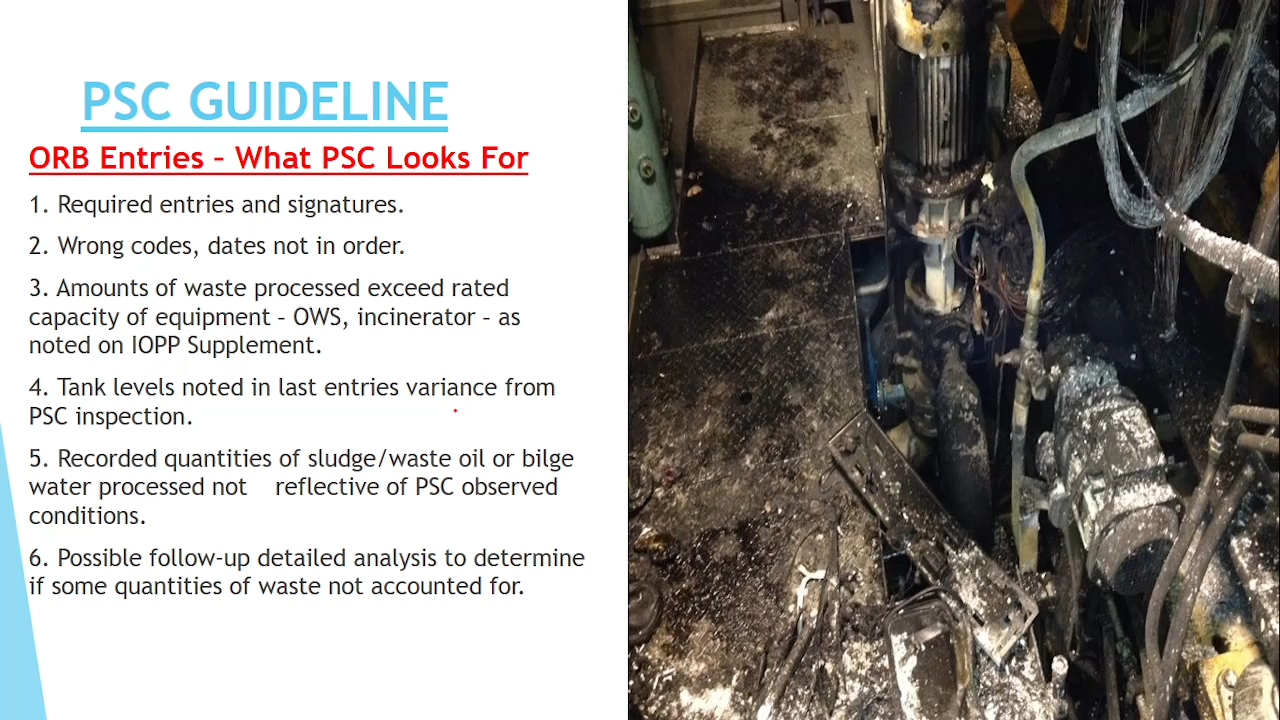 PSC GUIDELINE
ORB Entries – What PSC Looks For
1. Required entries and signatures.
2. Wrong codes, dates not in order.
3. Amounts of waste processed exceed rated
capacity of equipment – OWS, incinerator – as
noted on IOPP Supplement.
4. Tank levels noted in last entries variance from
PSC inspection.
5. Recorded quantities of sludge/waste oil or bilge
water processed not reflective of PSC observed
conditions.
6. Possible follow-up detailed analysis to determine
if some quantities of waste not accounted for.